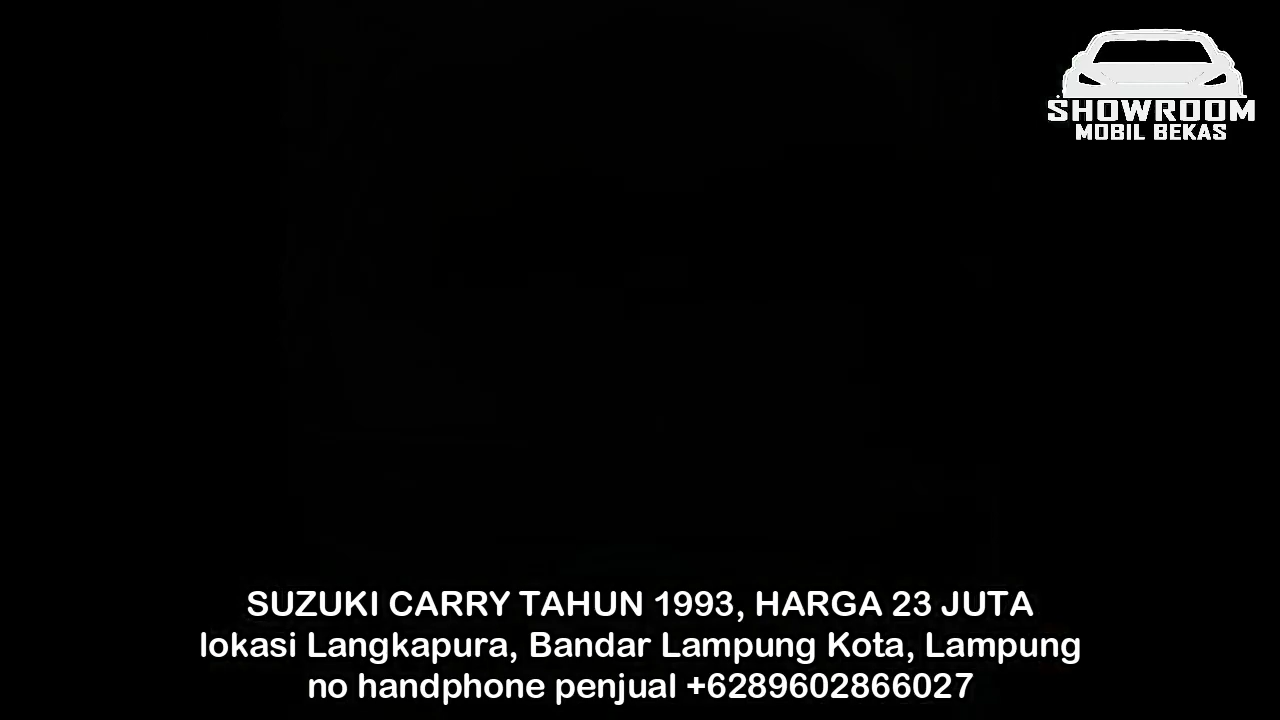 SHOWROOM
MOBIL BEKAS
SUZUKI CARRY TAHUN 1993, HARGA 23 JUTA
lokasi Langkapura, Bandar Lampung Kota, Lampung
no handphone penjual +6289602866027